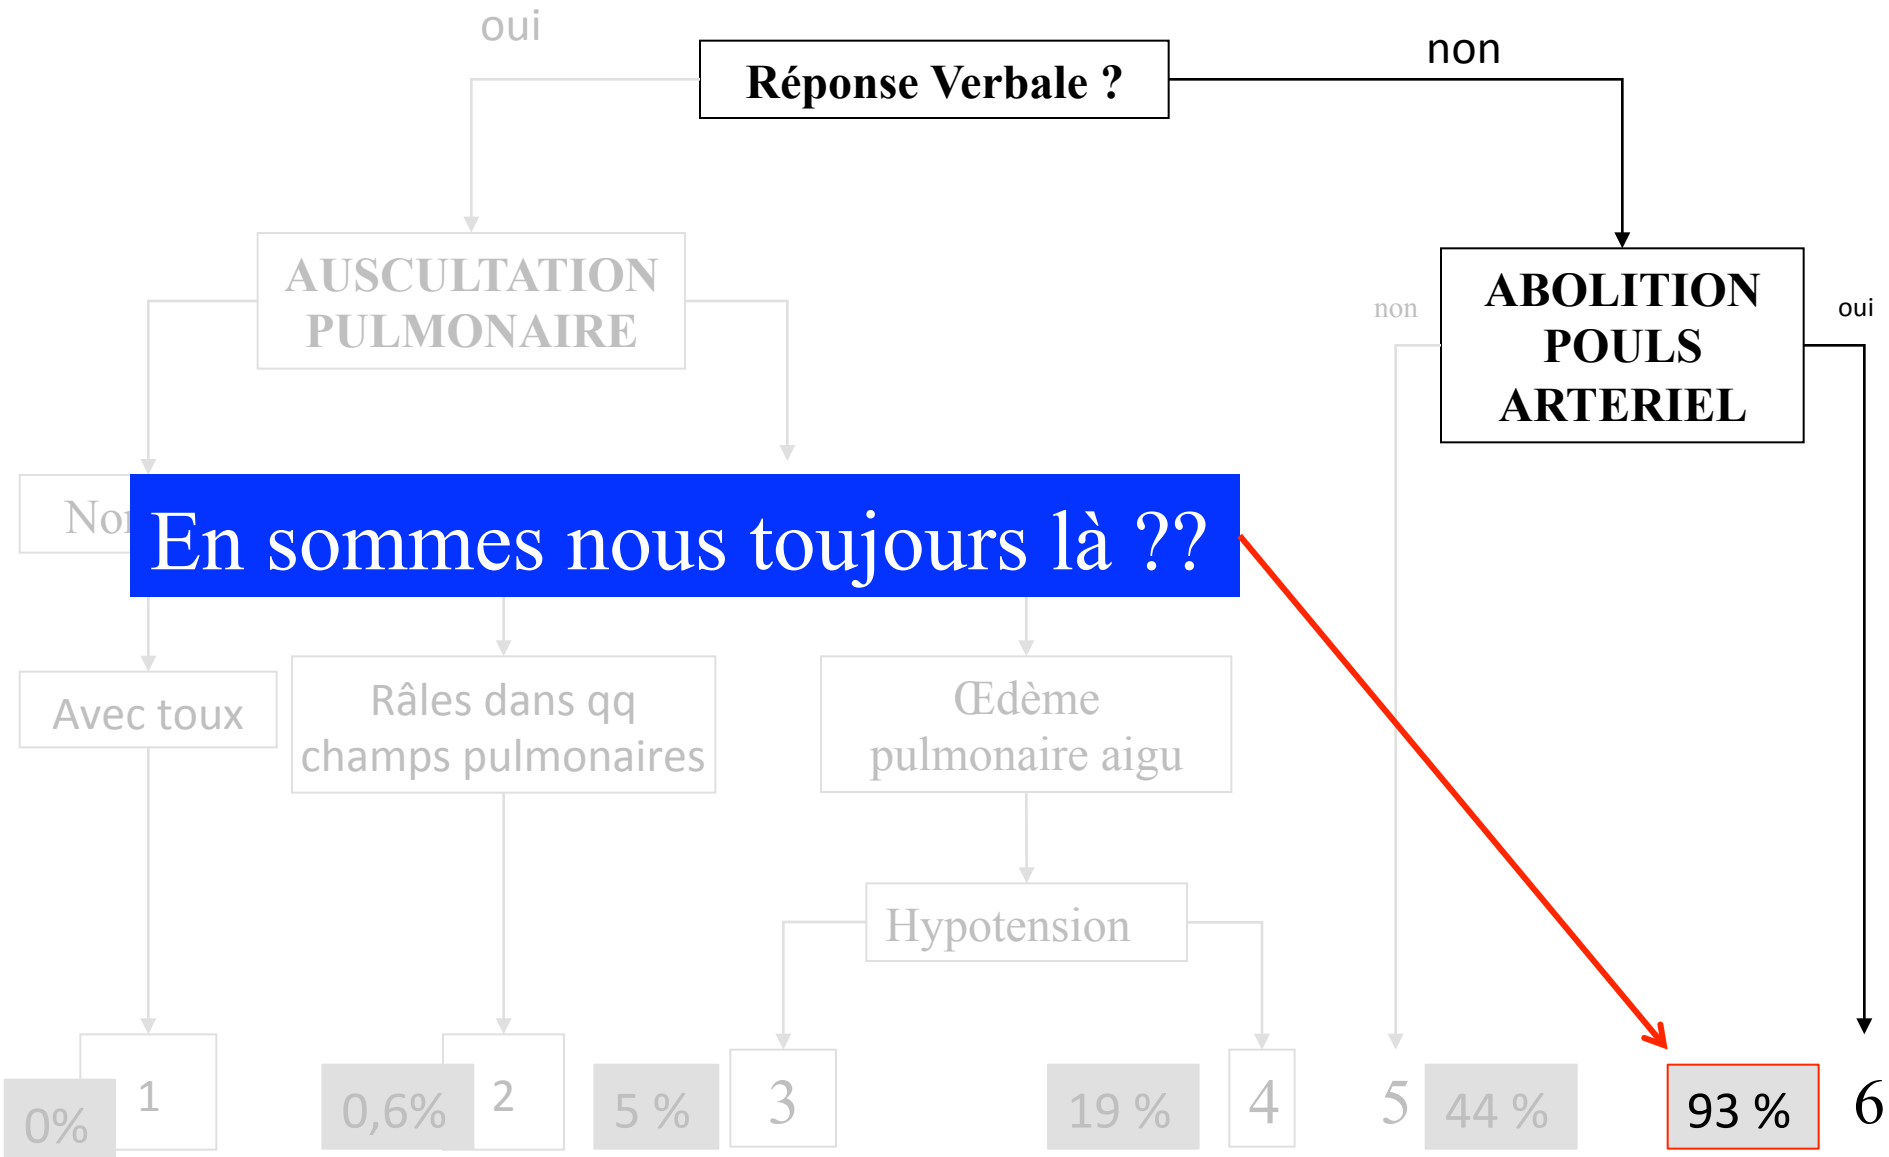 oui
Réponse Verbale ?
non
AUSCULTATION
PULMONAIRE
non
ABOLITION
POULS
ARTERIEL
oui
En sommes nous toujours là ??
Avec toux
Râles dans qq
champs pulmonaires
Œdème
pulmonaire aigu
Hypotension
0%
1
0,6%
2
5 %
3
19 %
4
5
44 %
93 %
6